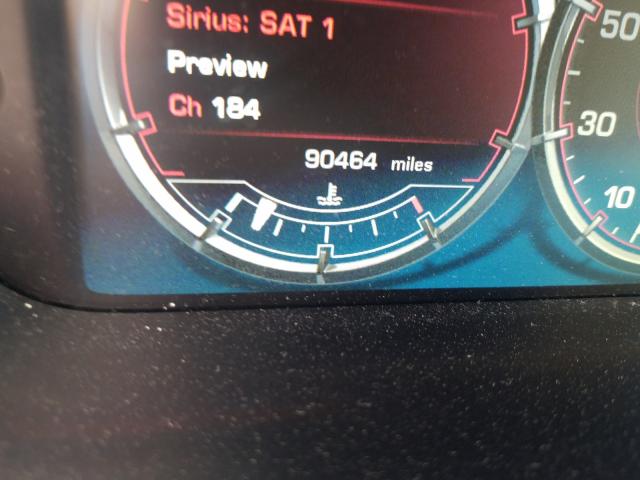 Sirius: SAT 1
Preview
Ch 184
90464 miles
50
30
10